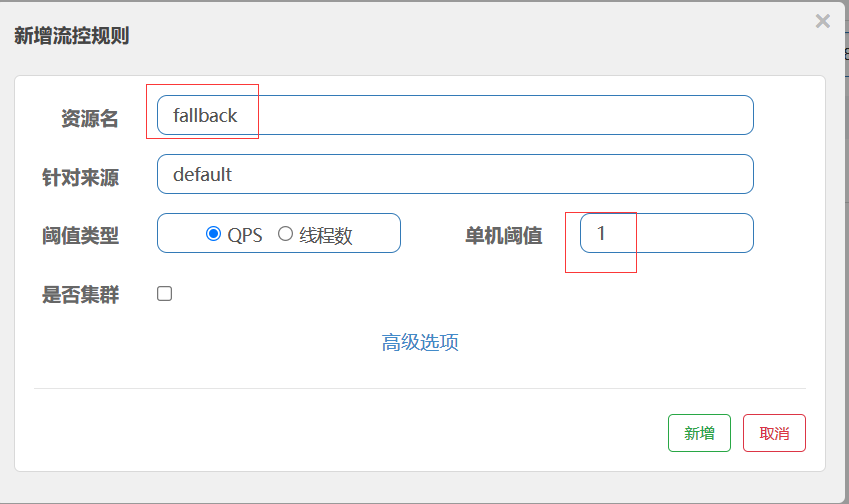 新增流控规则 ×
资源名 fallback
针对来源 default
阈值类型 QPS 线程数 单机阈值 1
是否集群
高级选项
新增 取消